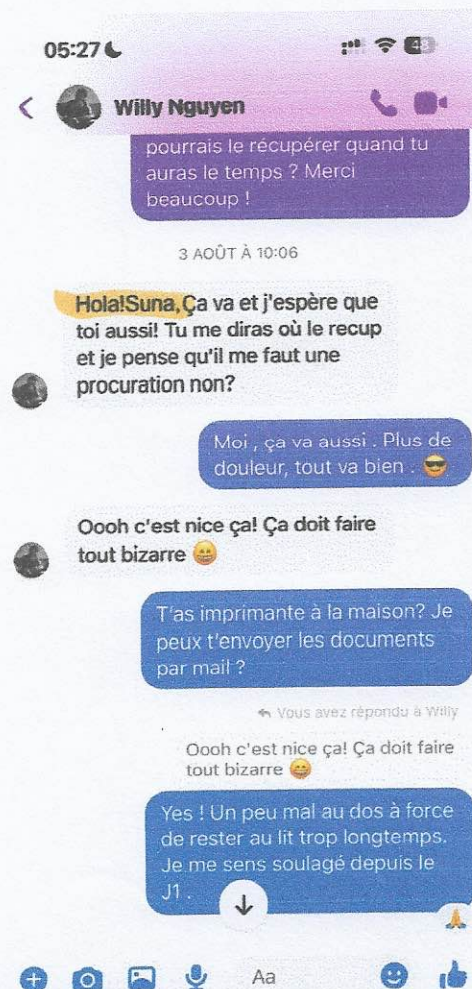 05:27
48
Willy Nguyen
pourrais le récupérer quand tu
auras le temps ? Merci
beaucoup !
3 AOÛT À 10:06
Hola!Suna,Ça va et j'espère que
toi aussi! Tu me diras où le recup
et je pense qu'il me faut une
procuration non?
Moi , ça va aussi . Plus de
douleur, tout va bien . 😎
Oooh c'est nice ça! Ça doit faire
tout bizarre 😄
T'as imprimante à la maison? Je
peux t'envoyer les documents
par mail ?
Vous avez répondu à Willy
Oooh c'est nice ça! Ça doit faire
tout bizarre 😄
Yes ! Un peu mal au dos à force
de rester au lit trop longtemps.
Je me sens soulagé depuis le
J1 .
🙏
Aa